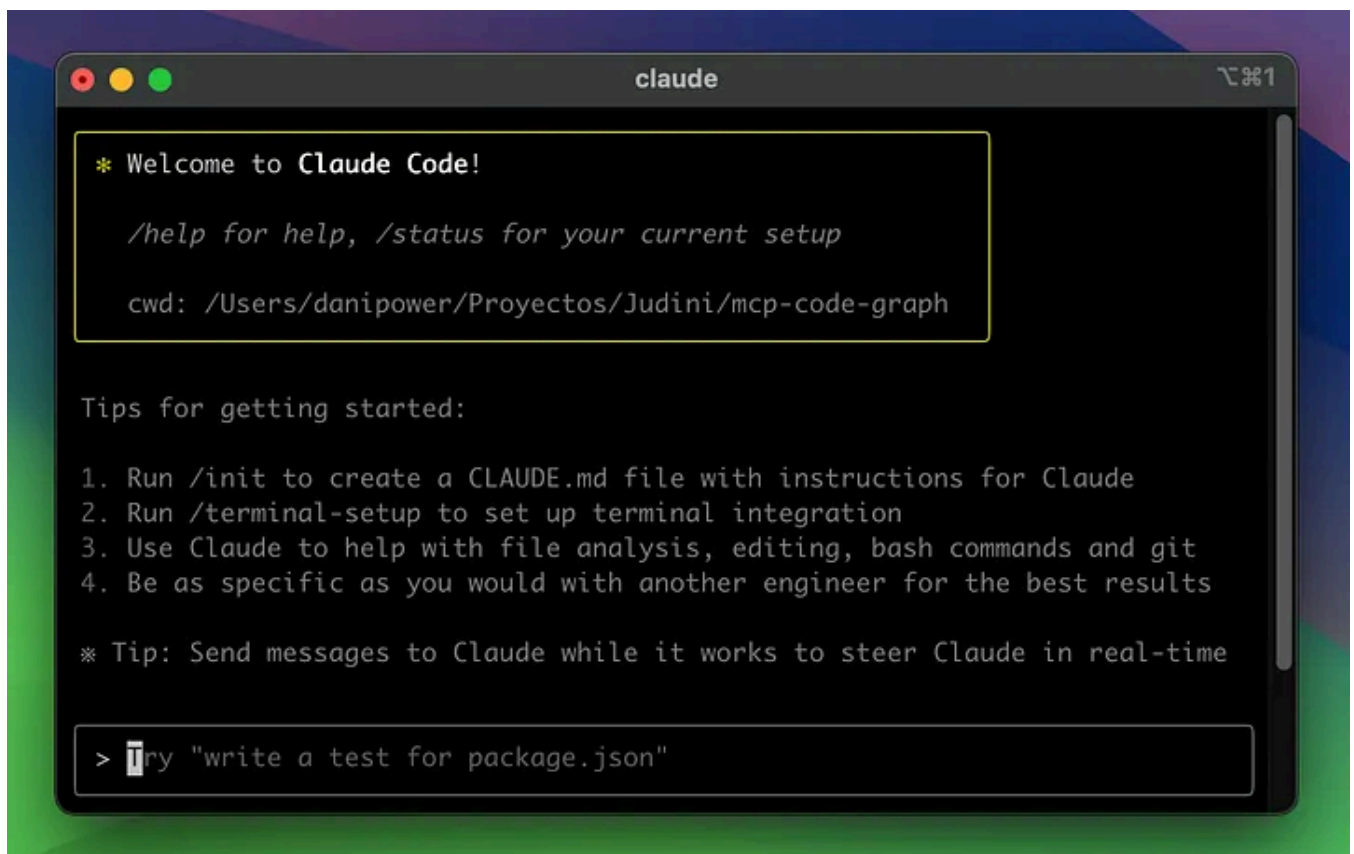 claude
⌥⌘1
* Welcome to Claude Code!
/help for help, /status for your current setup
cwd: /Users/danipower/Proyectos/Judini/mcp-code-graph
Tips for getting started:
1. Run /init to create a CLAUDE.md file with instructions for Claude
2. Run /terminal-setup to set up terminal integration
3. Use Claude to help with file analysis, editing, bash commands and git
4. Be as specific as you would with another engineer for the best results
※ Tip: Send messages to Claude while it works to steer Claude in real-time
> Try "write a test for package.json"